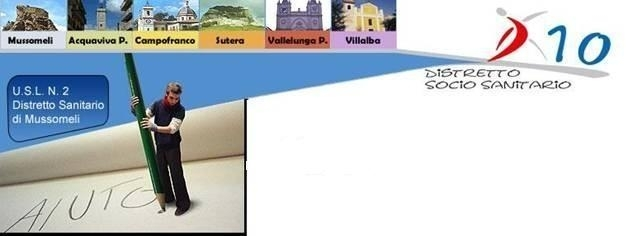 Mussomeli Acquaviva P. Campofranco Sutera Vallelunga P. Villalba
10
DISTRETTO
SOCIO SANITARIO
U.S.L. N. 2
Distretto Sanitario
di Mussomeli
AIUTO